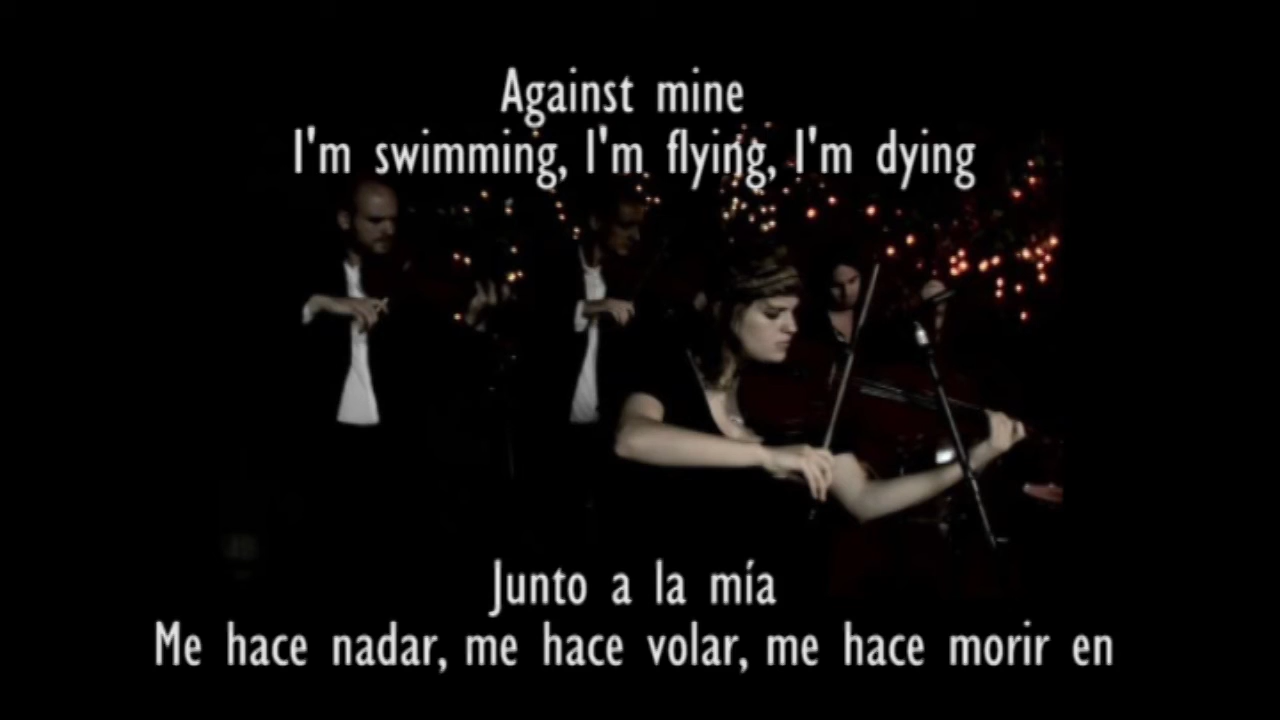 Against mine
I'm swimming, I'm flying, I'm dying
Junto a la mía
Me hace nadar, me hace volar, me hace morir en